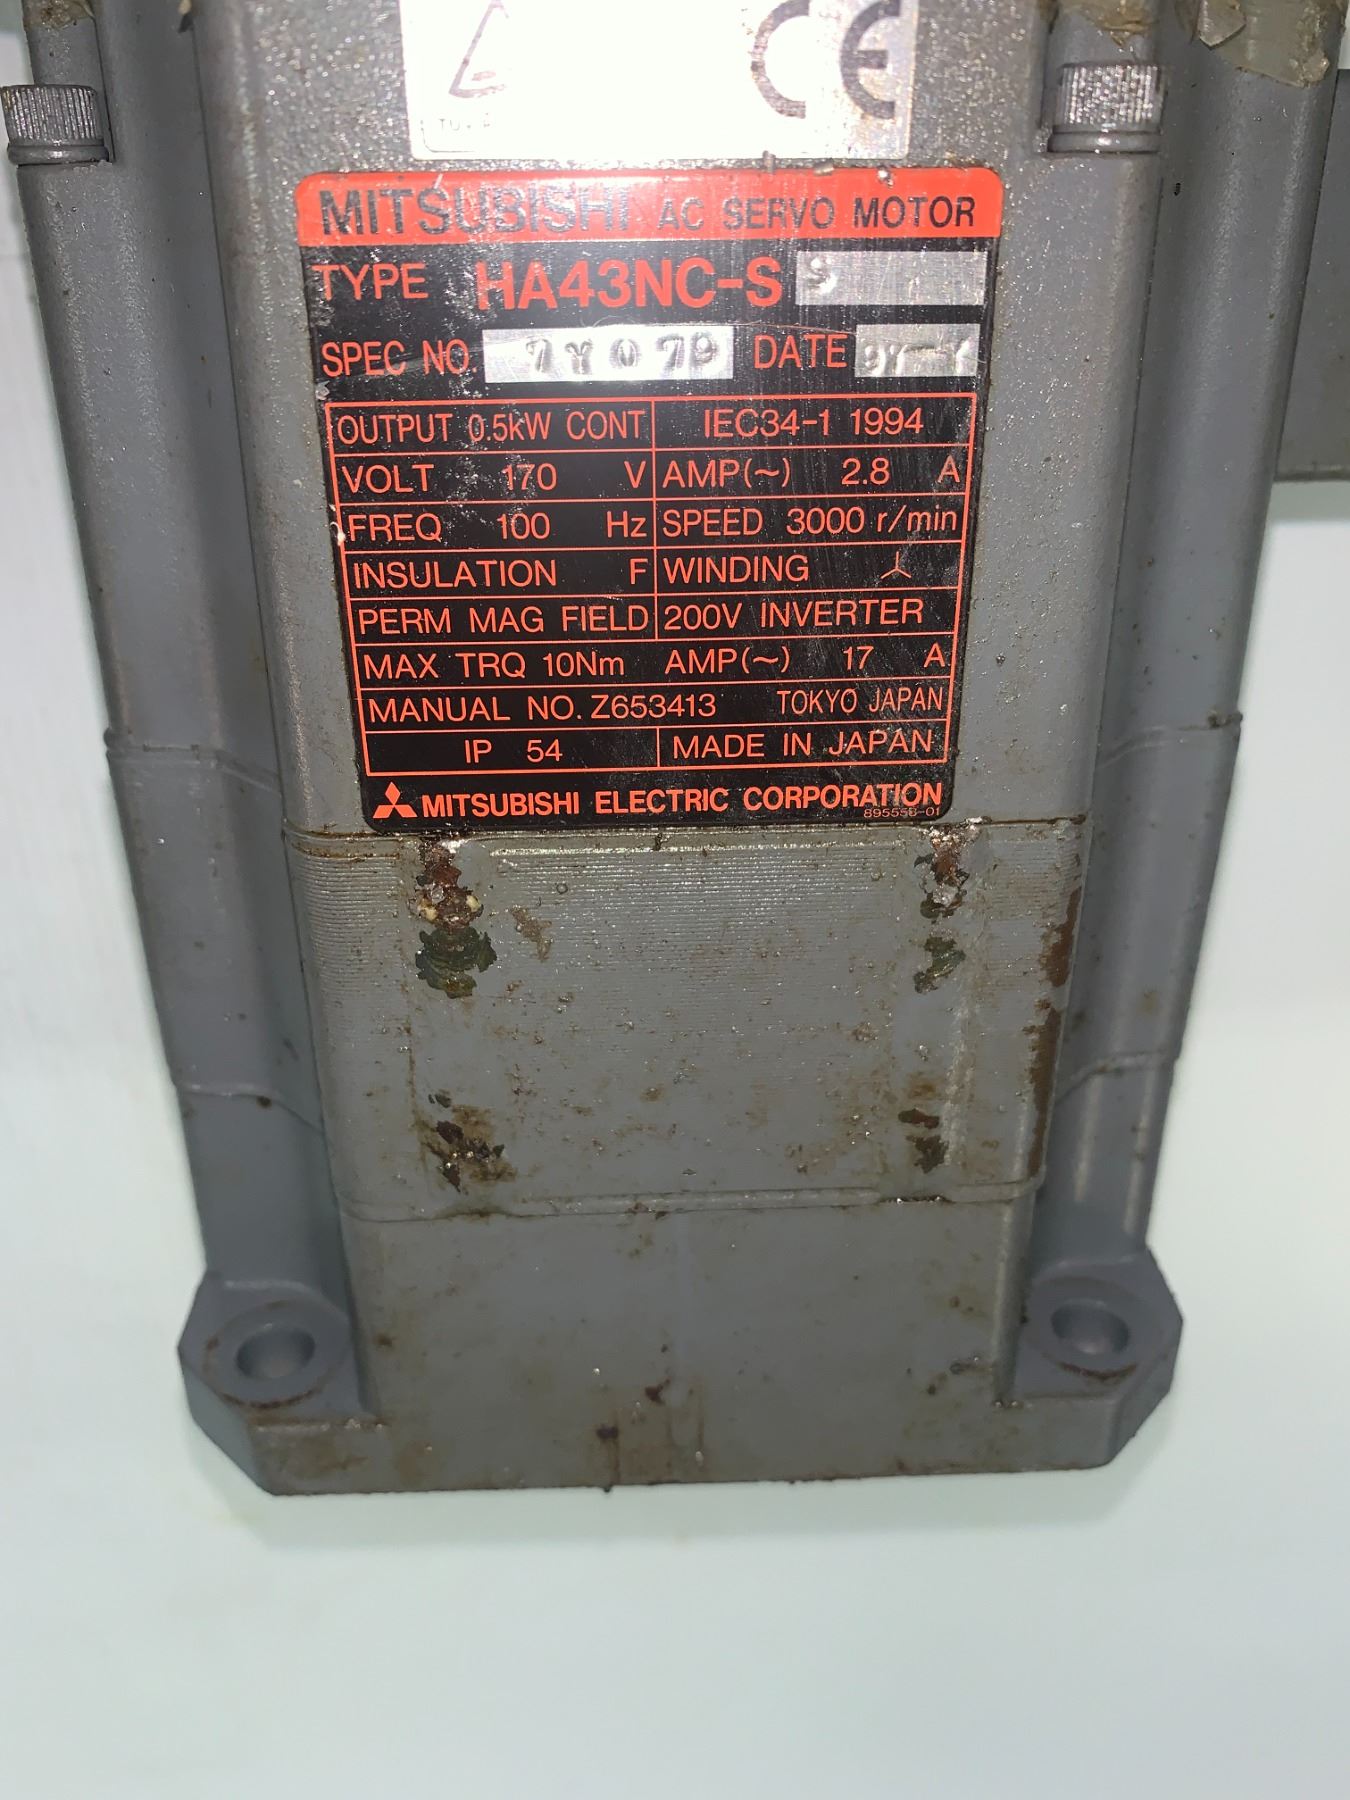 CE
MITSUBISHI AC SERVO MOTOR
TYPE HA43NC-S S
SPEC NO. 7Y079 DATE
OUTPUT 0.5kW CONT IEC34-1 1994
VOLT 170 V AMP(~) 2.8 A
FREQ 100 Hz SPEED 3000 r/min
INSULATION F WINDING
PERM MAG FIELD 200V INVERTER
MAX TRQ 10Nm AMP(~) 17 A
MANUAL NO. Z653413 TOKYO JAPAN
IP 54 MADE IN JAPAN
MITSUBISHI ELECTRIC CORPORATION